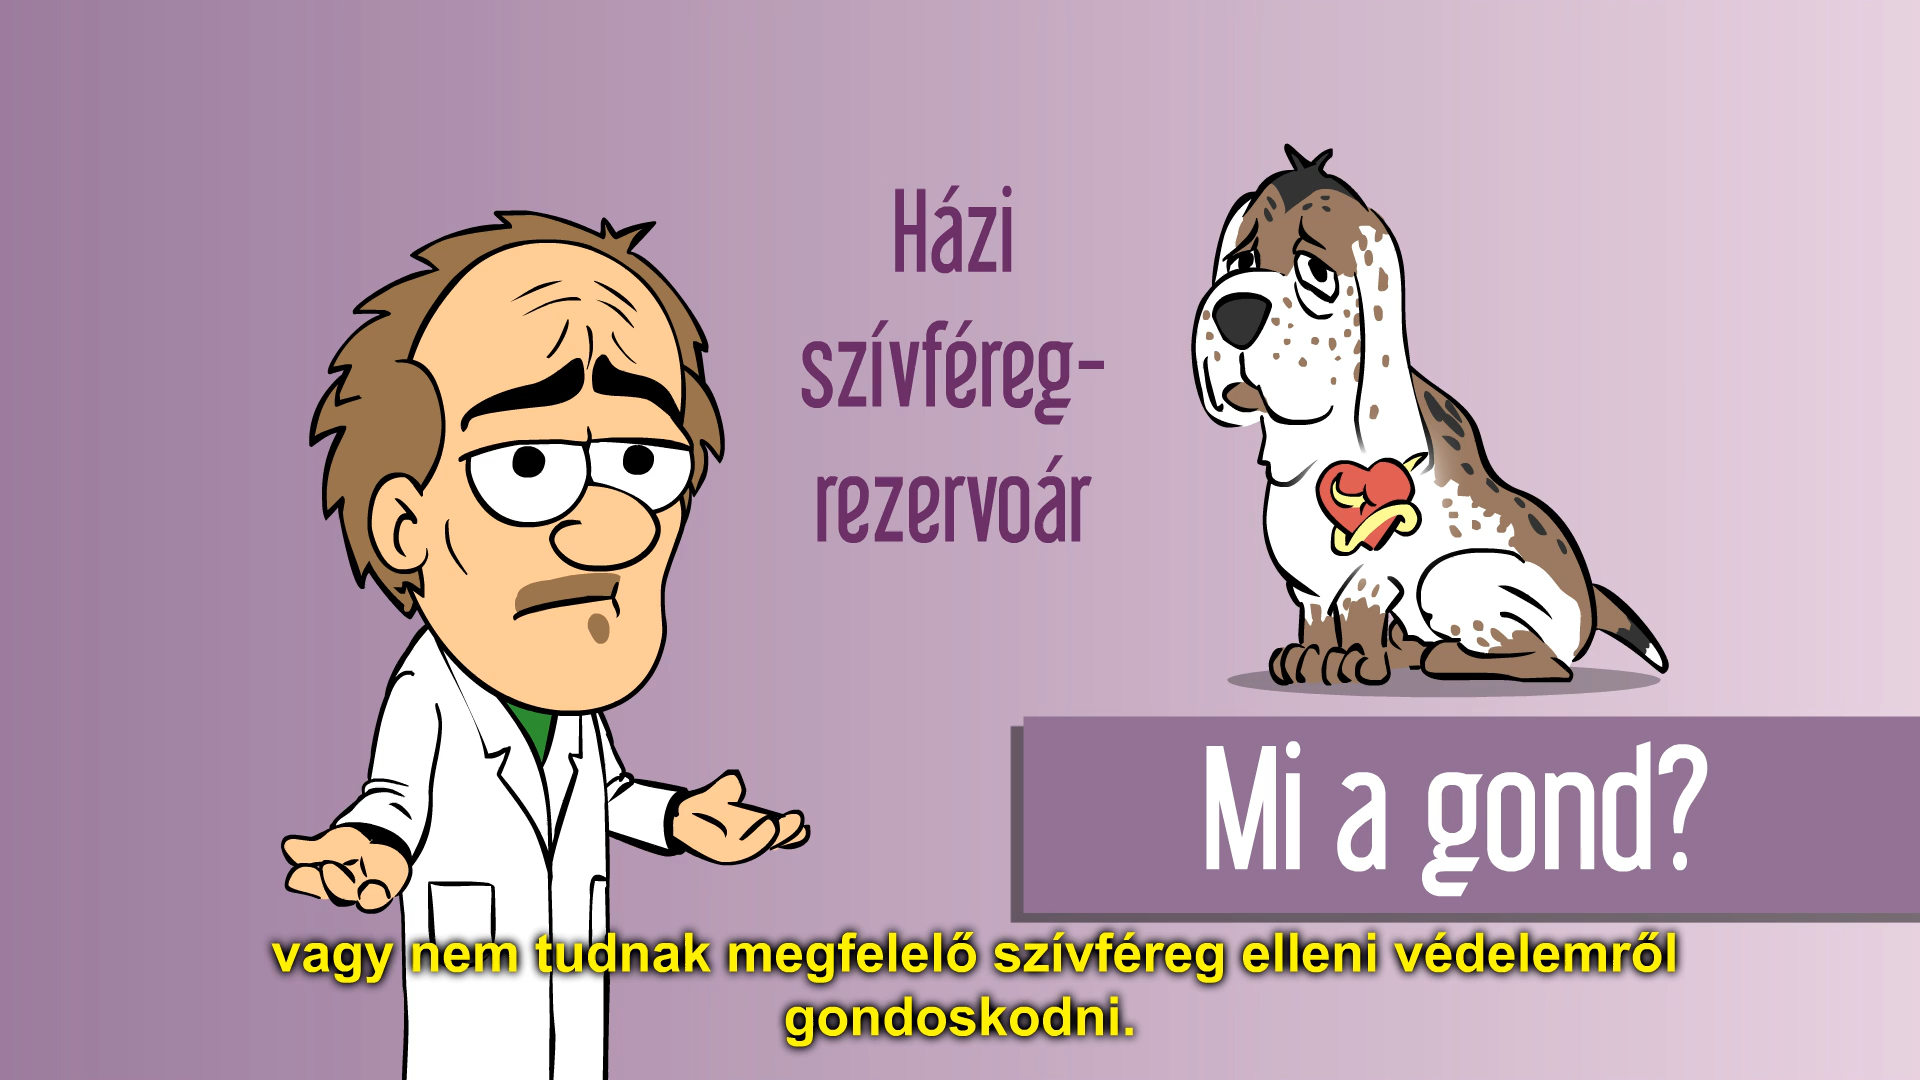 Házi
szívféreg-
rezervoár
Mi a gond?
vagy nem tudnak megfelelő szívféreg elleni védelemről
gondoskodni.